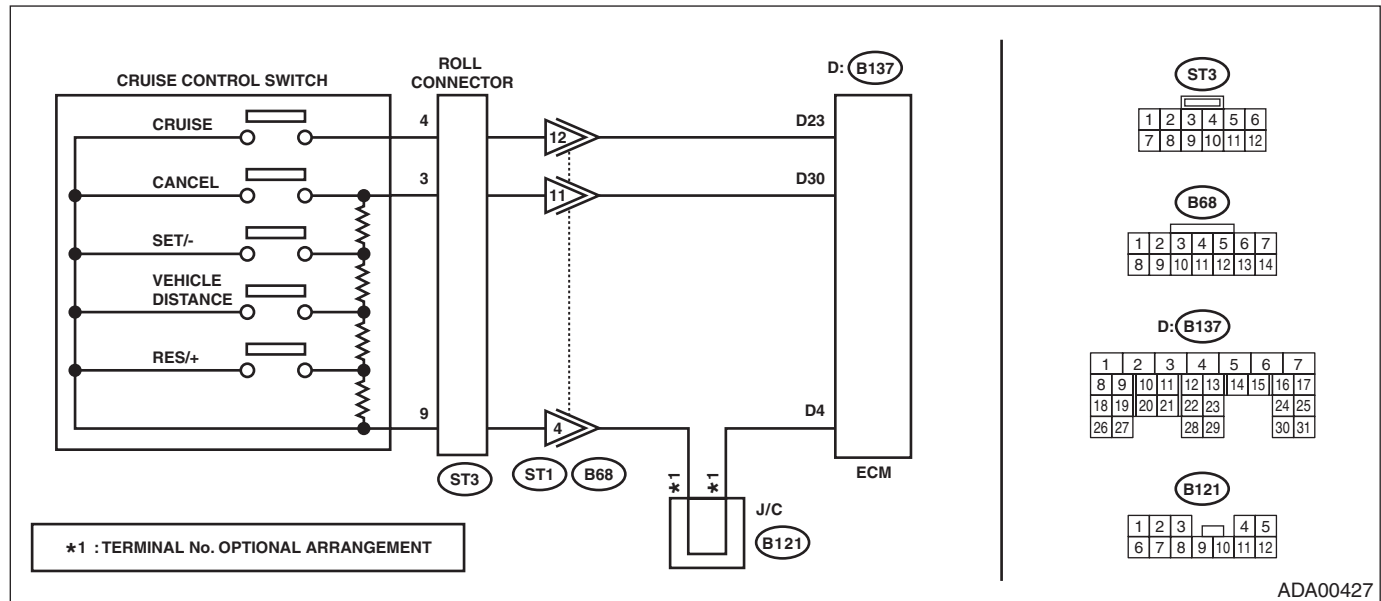 CRUISE CONTROL SWITCH
ROLL
CONNECTOR
D: B137
CRUISE
4
12
D23
CANCEL
3
11
D30
SET/-
VEHICLE
DISTANCE
RES/+
9
4
D4
ST3
ST1
B68
ECM
*1
*1
J/C
B121
*1 : TERMINAL No. OPTIONAL ARRANGEMENT
ST3
1 2 3 4 5 6
7 8 9 10 11 12
B68
1 2 3 4 5 6 7
8 9 10 11 12 13 14
D: B137
1 2 3 4 5 6 7
8 9 10 11 12 13 14 15 16 17
18 19 20 21 22 23 24 25
26 27 28 29 30 31
B121
1 2 3 4 5
6 7 8 9 10 11 12
ADA00427